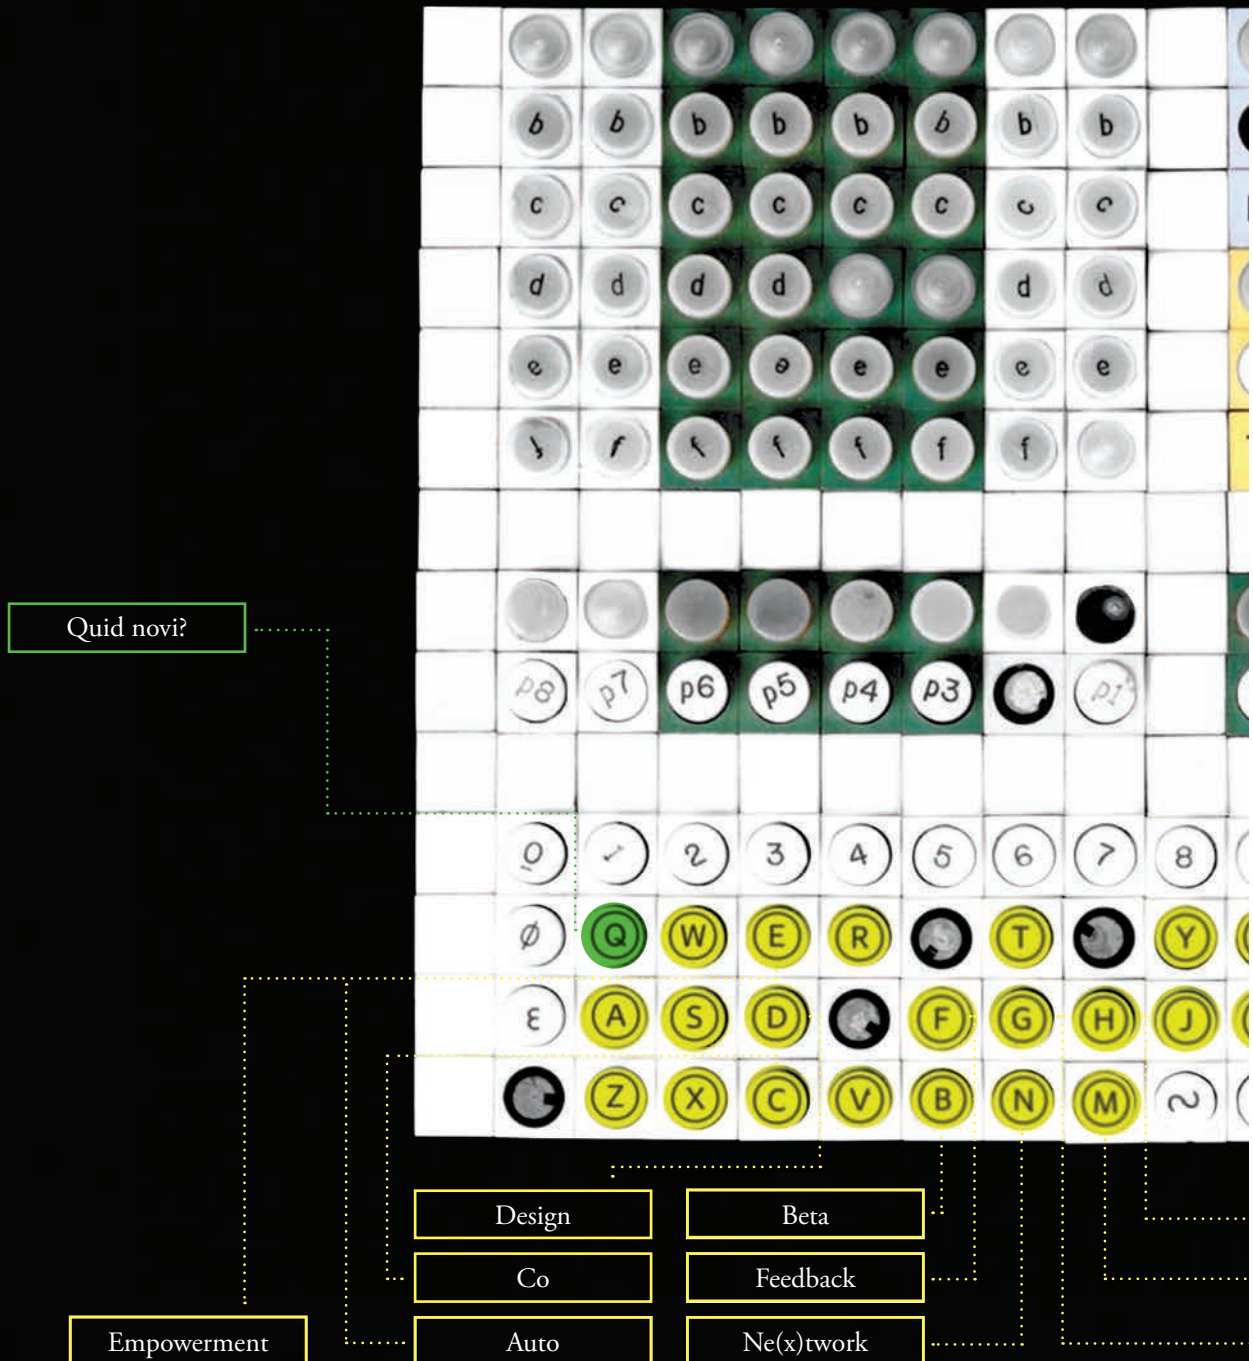 b b b b b b b b
c c c c c c c c
d d d d d d
e e e e e e e e
f f f f f f f
Quid novi?
p8 p7 p6 p5 p4 p3 p1
0 1 2 3 4 5 6 7 8
Ø Q W E R T Y
ε A S D F G H J
Z X C V B N M ~
Design Beta
Co Feedback
Empowerment Auto Ne(x)twork